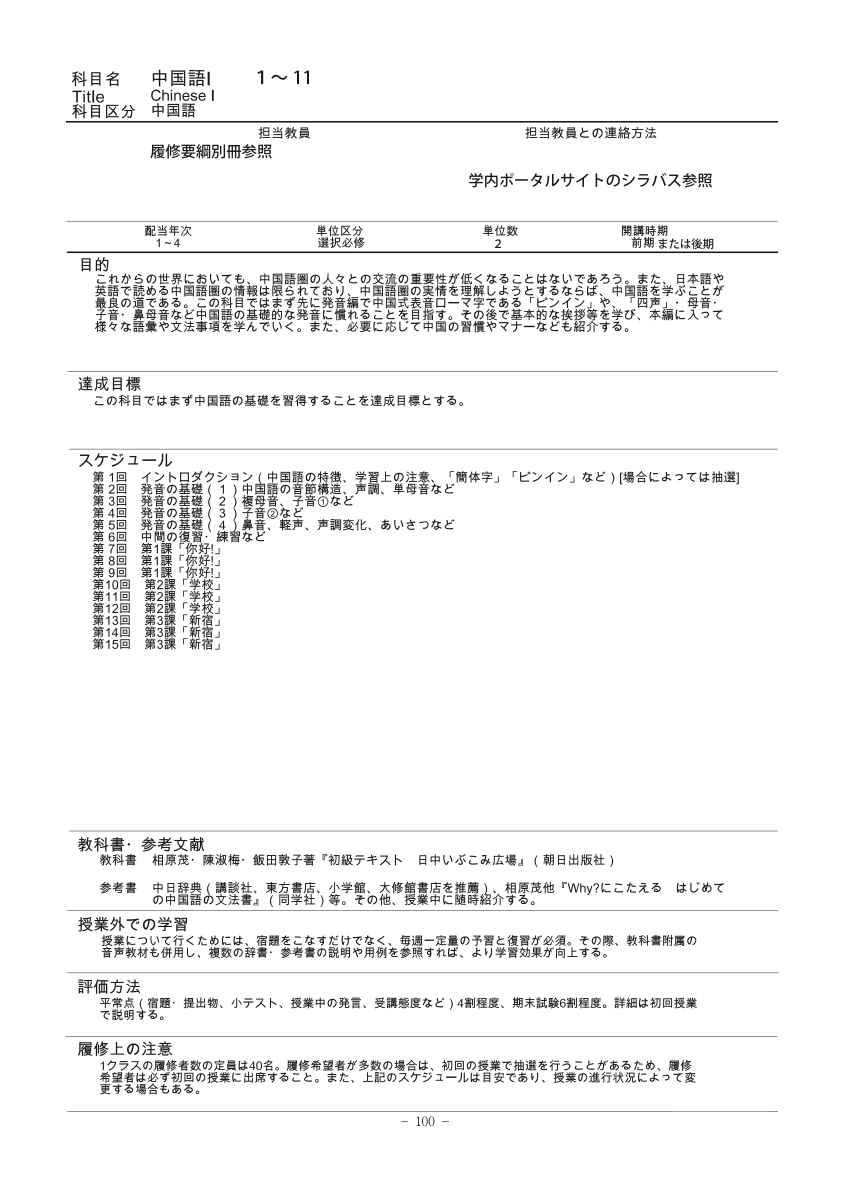 科目名 中国語I 1～11
Title Chinese I
科目区分 中国語
担当教員 担当教員との連絡方法
履修要綱別冊参照
学内ポータルサイトのシラバス参照
配当年次 単位区分 単位数 開講時期
1~4 選択必修 2 前期または後期
目的
これからの世界においても、中国語圏の人々との交流の重要性が低くなることはないであろう。また、日本語や
英語で読める中国語圏の情報は限られており、中国語圏の実情を理解しようとするならば、中国語を学ぶことが
最良の道である。この科目ではまず先に発音編で中国式表音ローマ字である「ピンイン」や、「四声」・母音・
子音・鼻母音など中国語の基礎的な発音に慣れることを目指す。その後で基本的な挨拶等を学び、本編に入って
様々な語彙や文法事項を学んでいく。また、必要に応じて中国の習慣やマナーなども紹介する。
達成目標
この科目ではまず中国語の基礎を習得することを達成目標とする。
スケジュール
第 1回 イントロダクション（中国語の特徴、学習上の注意、「簡体字」「ピンイン」など）[場合によっては抽選]
第 2回 発音の基礎（１）中国語の音節構造、声調、単母音など
第 3回 発音の基礎（２）複母音、子音①など
第 4回 発音の基礎（３）子音②など
第 5回 発音の基礎（４）鼻音、軽声、声調変化、あいさつなど
第 6回 中間の復習・練習など
第 7回 第1課「你好!」
第 8回 第1課「你好!」
第 9回 第1課「你好!」
第10回 第2課「学校」
第11回 第2課「学校」
第12回 第2課「学校」
第13回 第3課「新宿」
第14回 第3課「新宿」
第15回 第3課「新宿」
教科書・参考文献
教科書 相原茂・陳淑梅・飯田敦子著『初級テキスト 日中いぶこみ広場』（朝日出版社）
参考書 中日辞典（講談社、東方書店、小学館、大修館書店を推薦）、相原茂他『Why?にこたえる はじめて
の中国語の文法書』（同学社）等。その他、授業中に随時紹介する。
授業外での学習
授業について行くためには、宿題をこなすだけでなく、毎週一定量の予習と復習が必須。その際、教科書附属の
音声教材も併用し、複数の辞書・参考書の説明や用例を参照すれば、より学習効果が向上する。
評価方法
平常点（宿題・提出物、小テスト、授業中の発言、受講態度など）4割程度、期末試験6割程度。詳細は初回授業
で説明する。
履修上の注意
1クラスの履修者数の定員は40名。履修希望者が多数の場合は、初回の授業で抽選を行うことがあるため、履修
希望者は必ず初回の授業に出席すること。また、上記のスケジュールは目安であり、授業の進行状況によって変
更する場合もある。
− 100 −